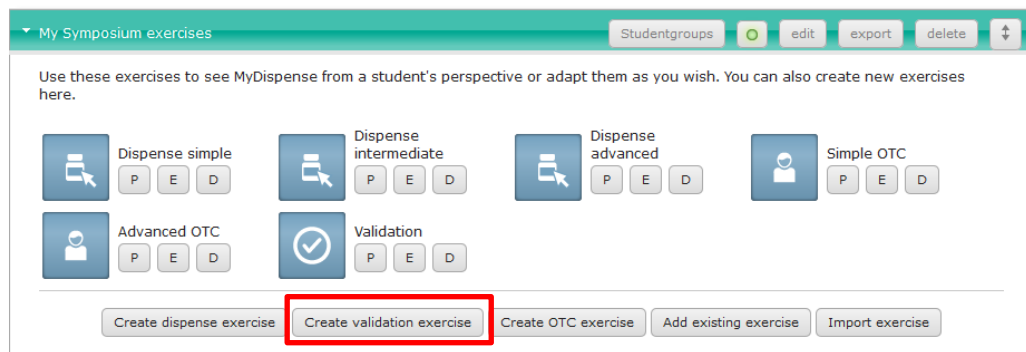 My Symposium exercises Studentgroups edit export delete
Use these exercises to see MyDispense from a student's perspective or adapt them as you wish. You can also create new exercises
here.
Dispense simple
P E D
Dispense
intermediate
P E D
Dispense
advanced
P E D
Simple OTC
P E D
Advanced OTC
P E D
Validation
P E D
Create dispense exercise Create validation exercise Create OTC exercise Add existing exercise Import exercise